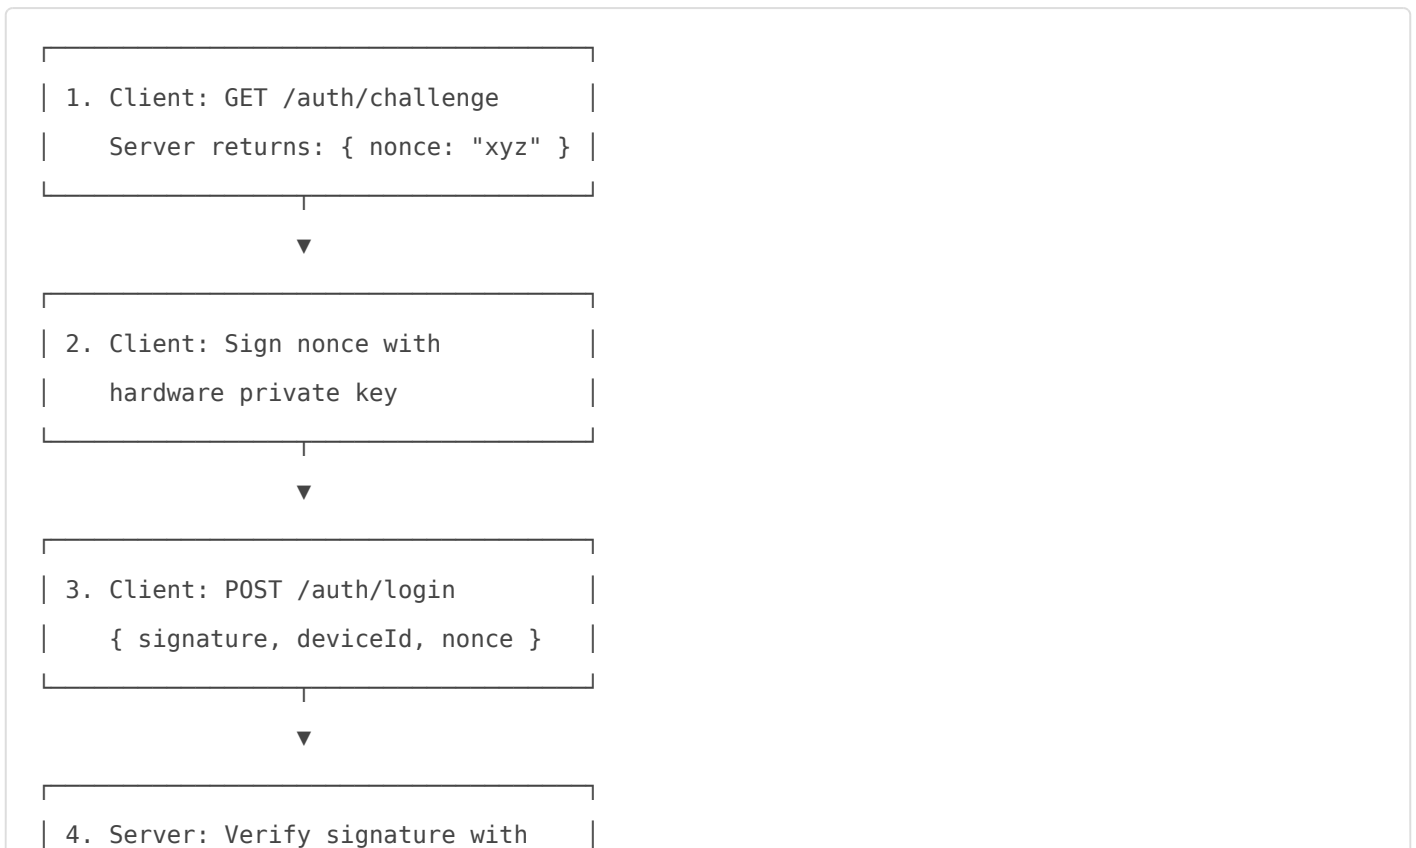 1. Client: GET /auth/challenge
Server returns: { nonce: "xyz" }
▼
2. Client: Sign nonce with
hardware private key
▼
3. Client: POST /auth/login
{ signature, deviceId, nonce }
▼
4. Server: Verify signature with